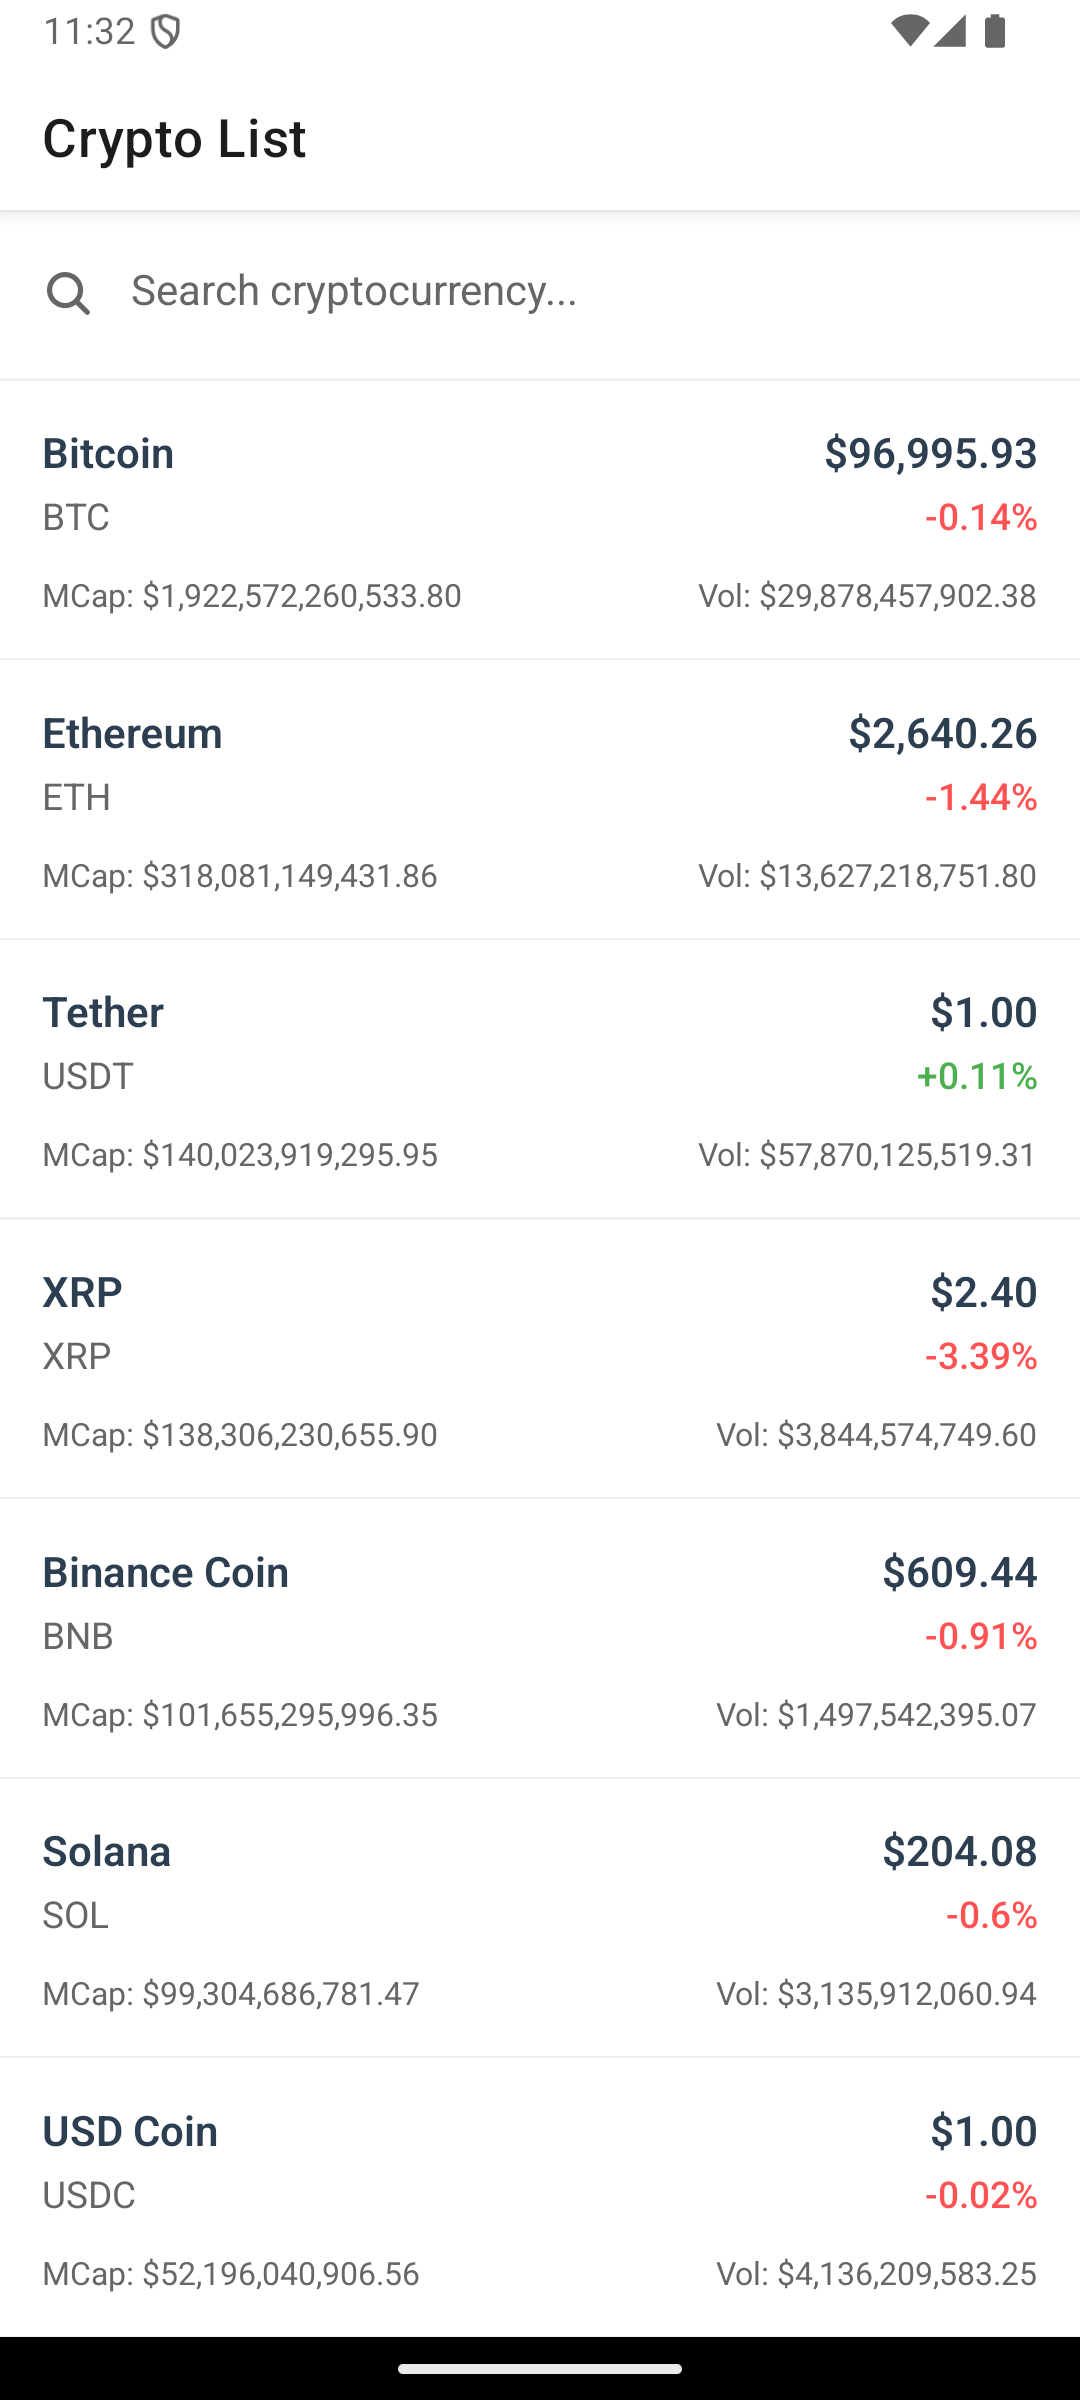 11:32
Crypto List
Search cryptocurrency...
Bitcoin $96,995.93
BTC -0.14%
MCap: $1,922,572,260,533.80 Vol: $29,878,457,902.38
Ethereum $2,640.26
ETH -1.44%
MCap: $318,081,149,431.86 Vol: $13,627,218,751.80
Tether $1.00
USDT +0.11%
MCap: $140,023,919,295.95 Vol: $57,870,125,519.31
XRP $2.40
XRP -3.39%
MCap: $138,306,230,655.90 Vol: $3,844,574,749.60
Binance Coin $609.44
BNB -0.91%
MCap: $101,655,295,996.35 Vol: $1,497,542,395.07
Solana $204.08
SOL -0.6%
MCap: $99,304,686,781.47 Vol: $3,135,912,060.94
USD Coin $1.00
USDC -0.02%
MCap: $52,196,040,906.56 Vol: $4,136,209,583.25